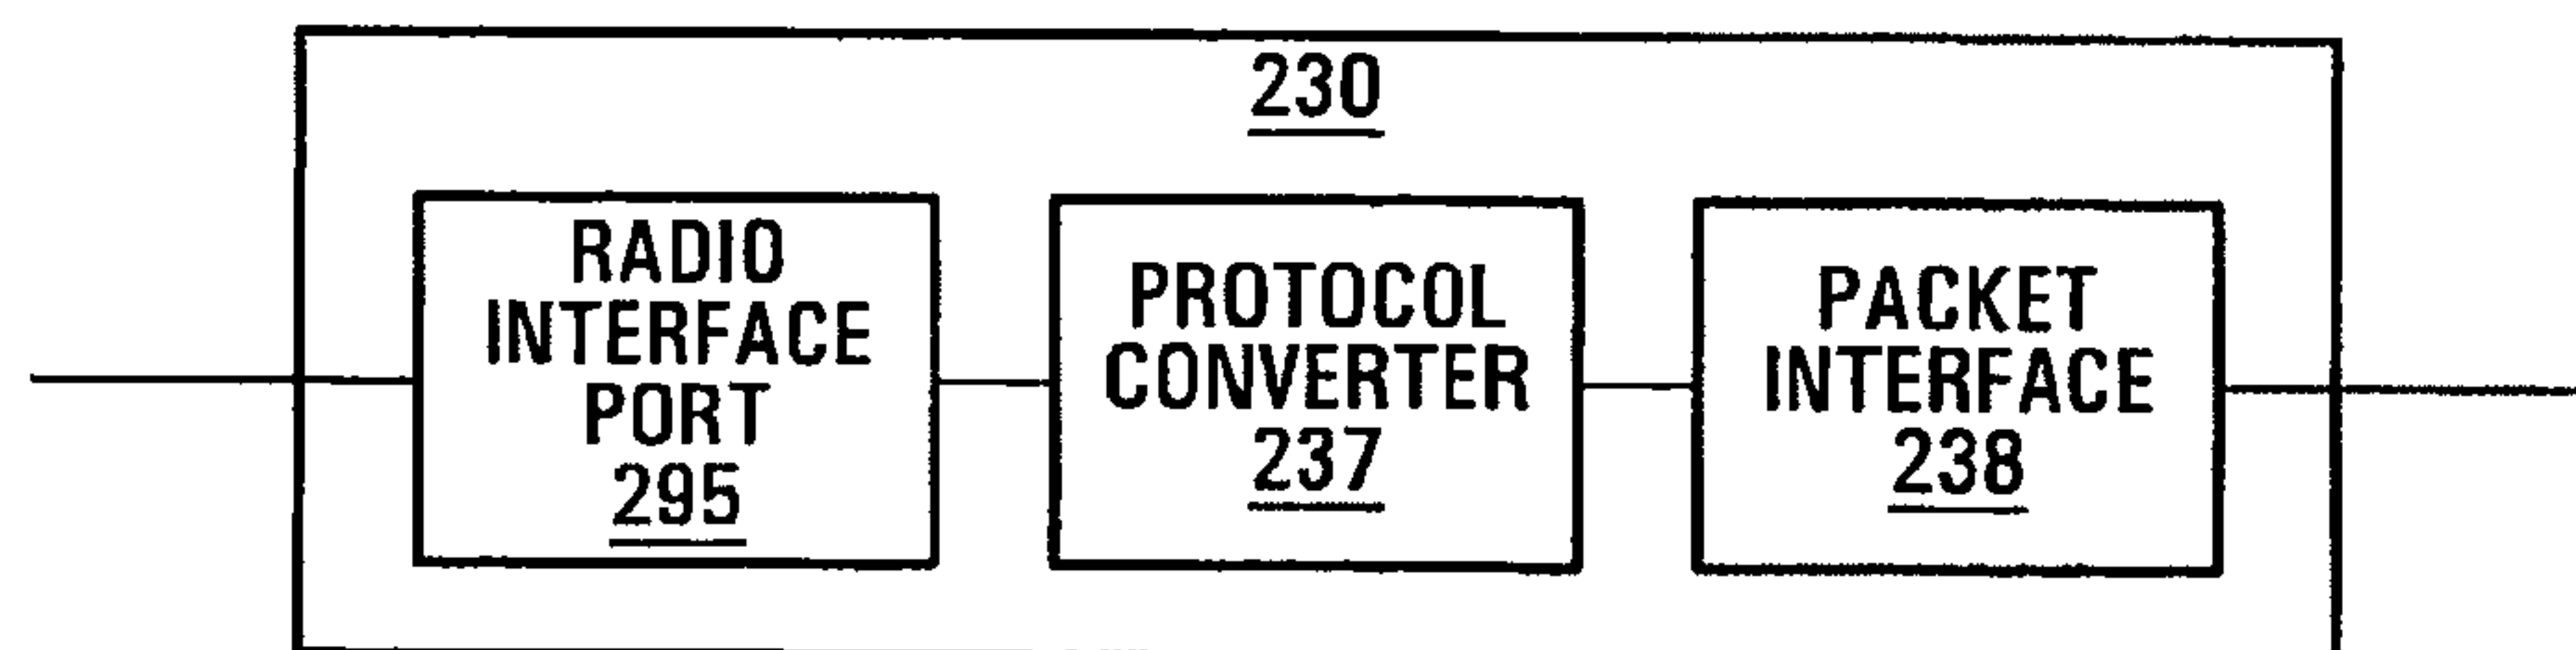 230
RADIO
INTERFACE
PORT
295
PROTOCOL
CONVERTER
237
PACKET
INTERFACE
238